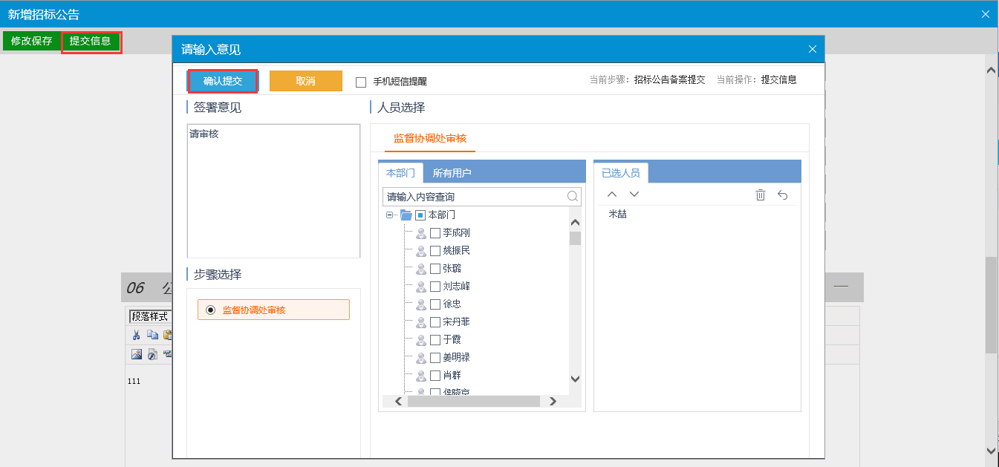 新增招标公告
修改保存 提交信息
请输入意见
确认提交 取消 手机短信提醒 当前步骤：招标公告备案提交 当前操作：提交信息
签署意见
请审核
步骤选择
监督协调处审核
人员选择
监督协调处审核
本部门 所有用户
请输入内容查询
本部门
李成刚
姚振民
张璐
刘志峰
徐忠
宋丹菲
于霞
姜明禄
肖群
侯晓京
已选人员
米喆
06
段落样式
111